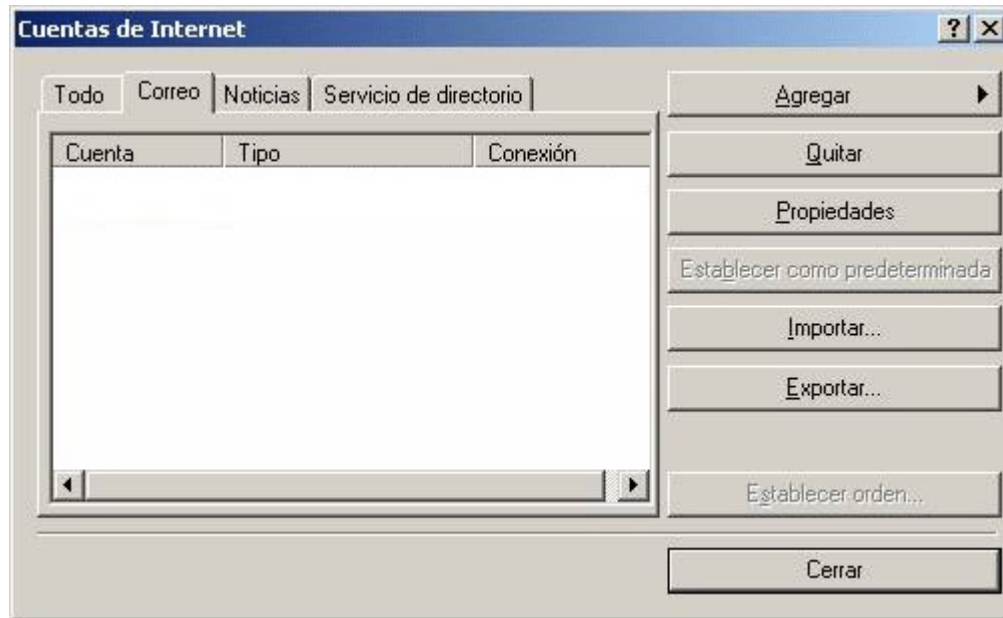 Cuentas de Internet
Todo Correo Noticias Servicio de directorio
Cuenta Tipo Conexión
Agregar
Quitar
Propiedades
Establecer como predeterminada
Importar...
Exportar...
Establecer orden...
Cerrar